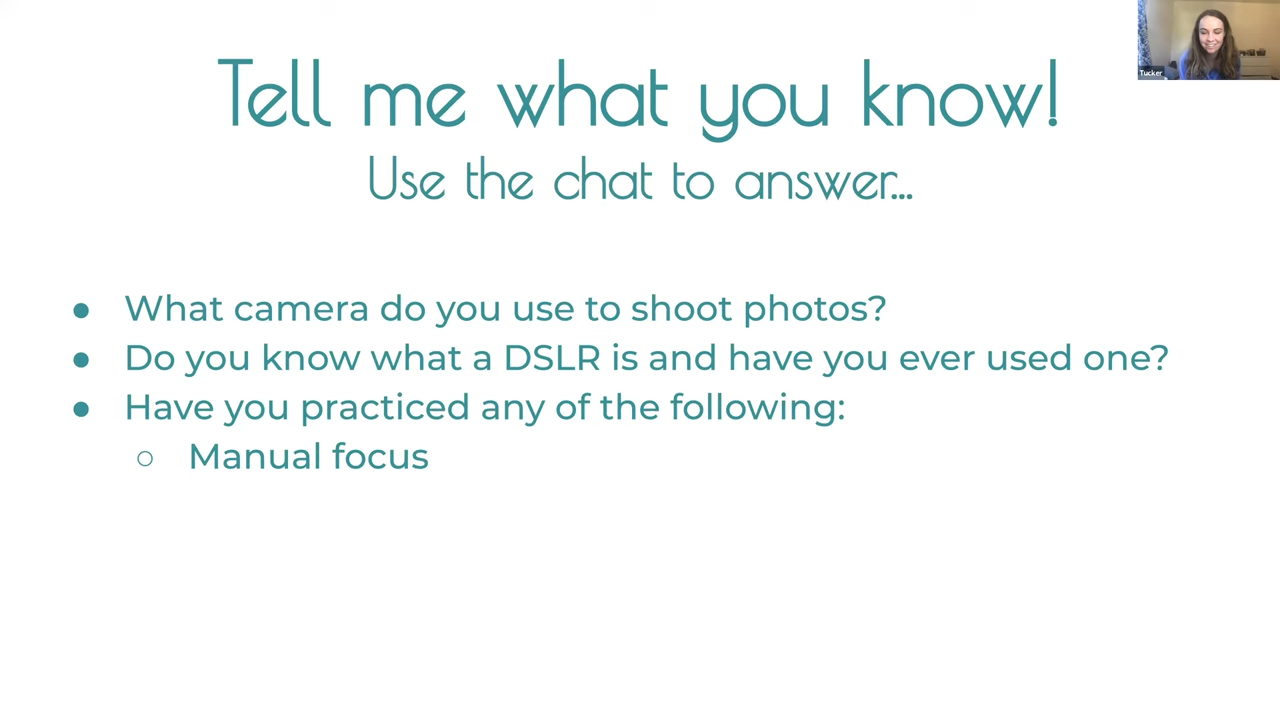 Tell me what you know!
Use the chat to answer...
● What camera do you use to shoot photos?
● Do you know what a DSLR is and have you ever used one?
● Have you practiced any of the following:
○ Manual focus
Tucker